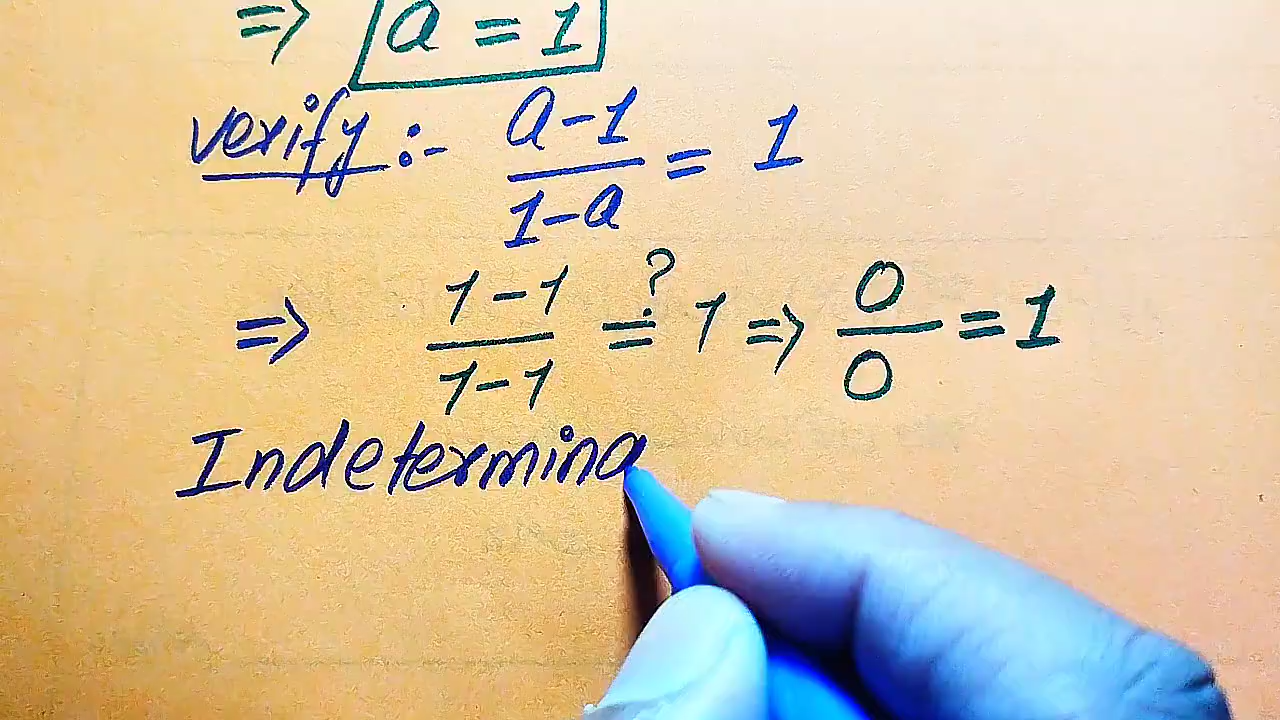 => a = 1
verify :- a-1/1-a = 1
=> 1-1/1-1 =? 1 => 0/0 = 1
Indetermina